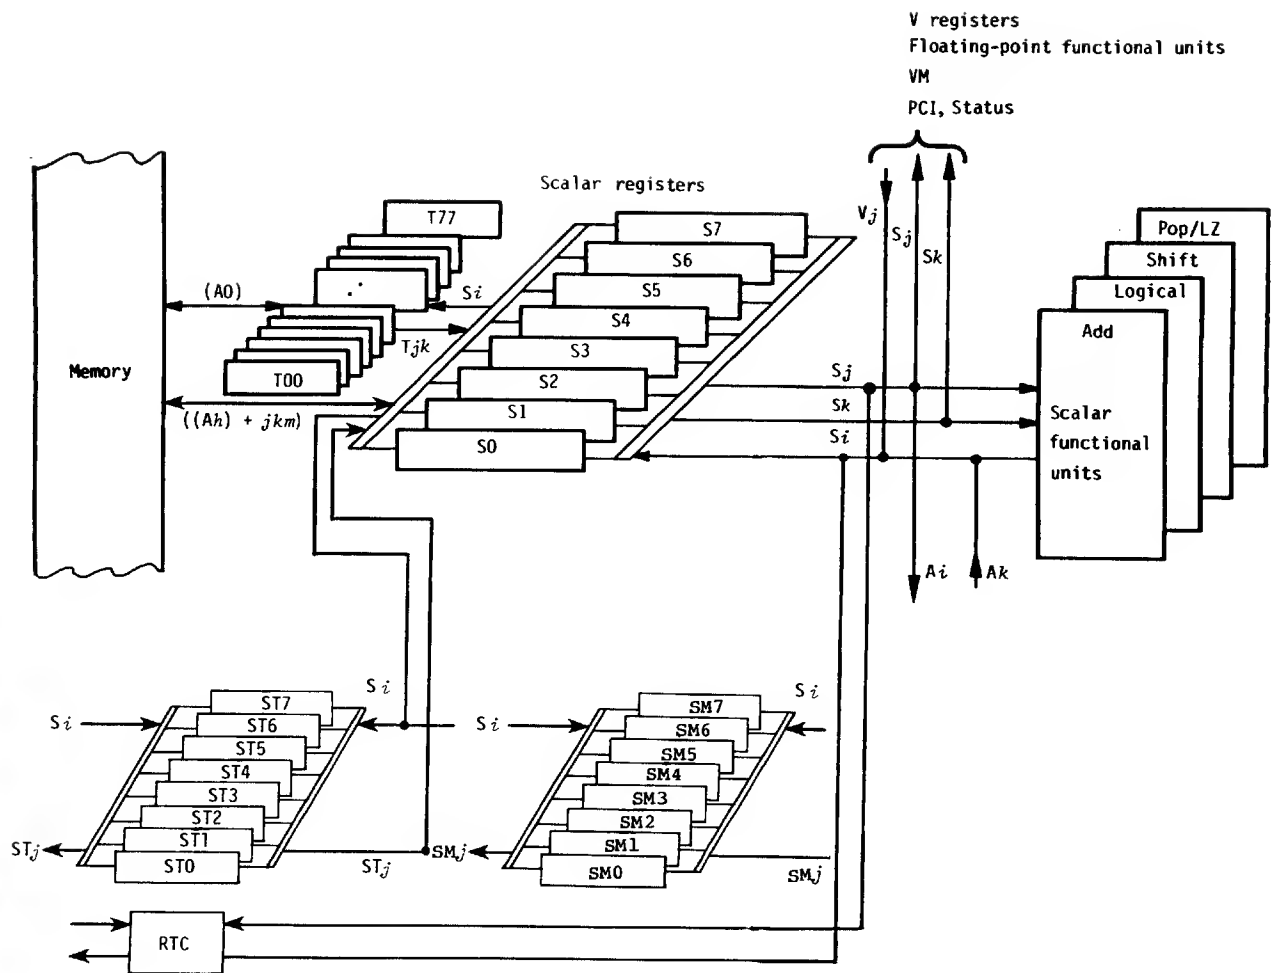 V registers
Floating-point functional units
VM
PCI, Status
Scalar registers
Vj
Sj
Sk
T77
S7
S6
S5
S4
S3
S2
S1
S0
(A0)
Si
Tjk
T00
Memory
((Ah) + jkm)
Pop/LZ
Shift
Logical
Add
Scalar
functional
units
Sj
Sk
Si
Ai
Ak
Si
Si
ST7
ST6
ST5
ST4
ST3
ST2
ST1
ST0
STj
STj
Si
Si
SM7
SM6
SM5
SM4
SM3
SM2
SM1
SM0
SMj
SMj
RTC